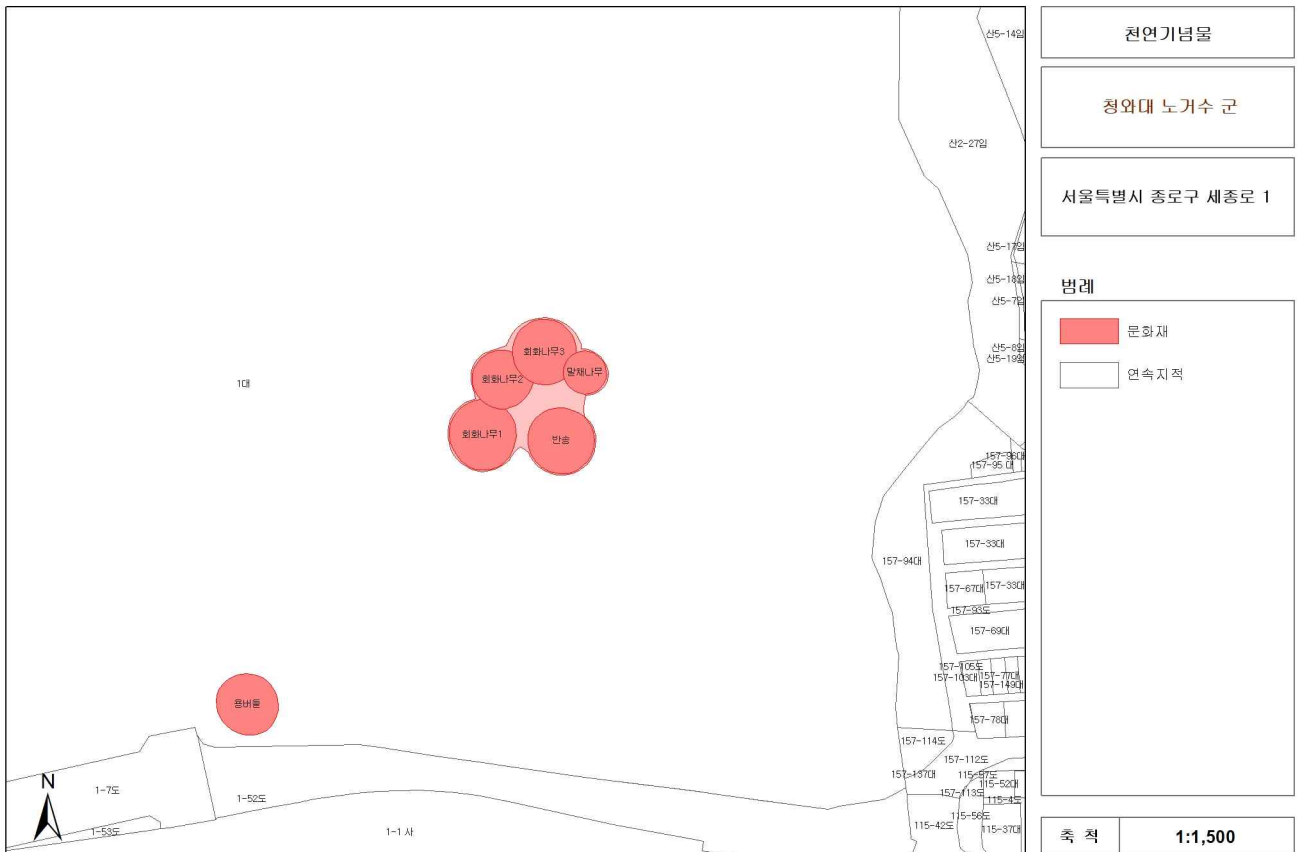 산5-14임
산2-27임
산5-17임
산5-18임
산5-7임
산5-8임
산5-19임
1대
회화나무3
회화나무2
말채나무
회화나무1
반송
용버들
157-96대
157-95 대
157-33대
157-33대
157-94대
157-67대
157-33대
157-93도
157-69대
157-105도
157-103대
157-77대
157-149대
157-78대
157-114도
157-112도
157-137대
115-57도
115-52대
157-113도
115-4도
115-56도
115-42도
115-37대
N
1-7도
1-52도
1-53도
1-1 사
천연기념물
청와대 노거수 군
서울특별시 종로구 세종로 1
범례
문화재
연속지적
축 척
1:1,500